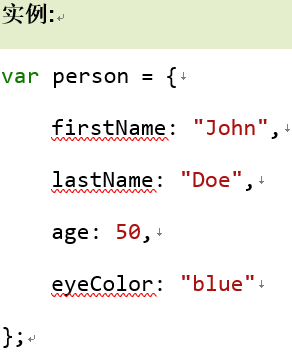 实例:
var person = {
firstName: "John",
lastName: "Doe",
age: 50,
eyeColor: "blue"
};